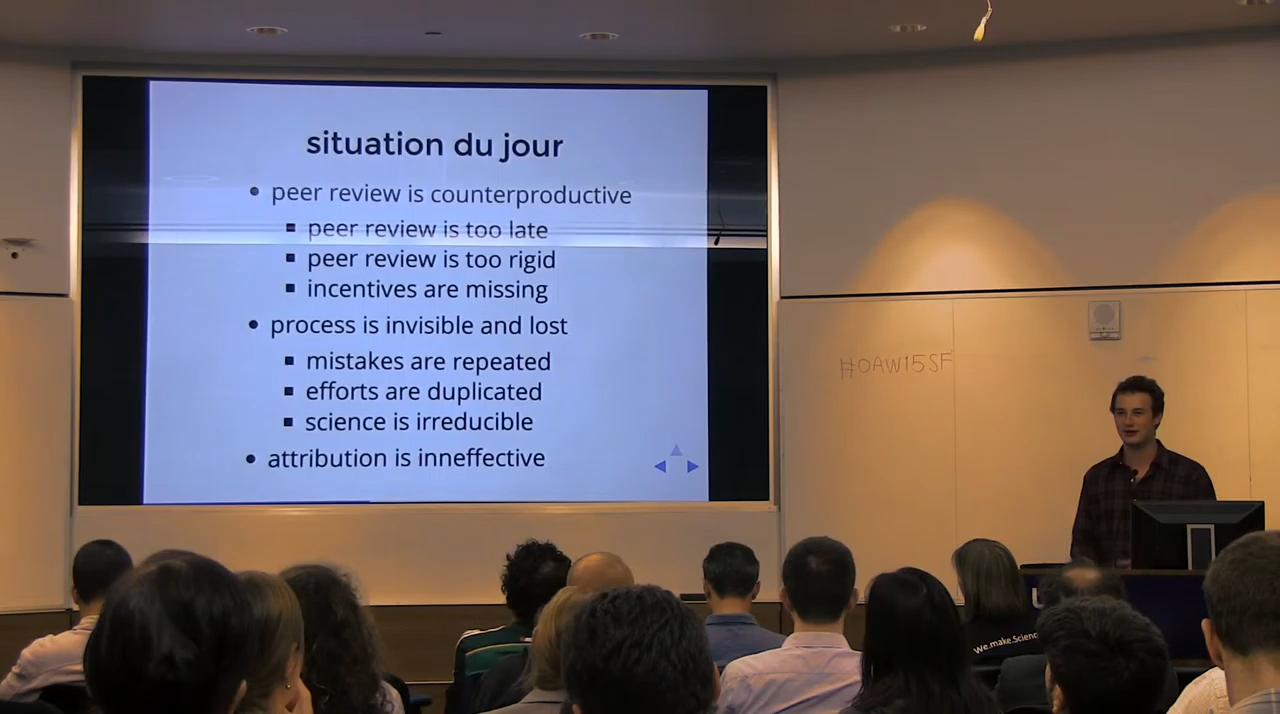 situation du jour
• peer review is counterproductive
▪ peer review is too late
▪ peer review is too rigid
▪ incentives are missing
• process is invisible and lost
▪ mistakes are repeated
▪ efforts are duplicated
▪ science is irreducible
• attribution is inneffective
#OAW15SF
We.make.Scienc